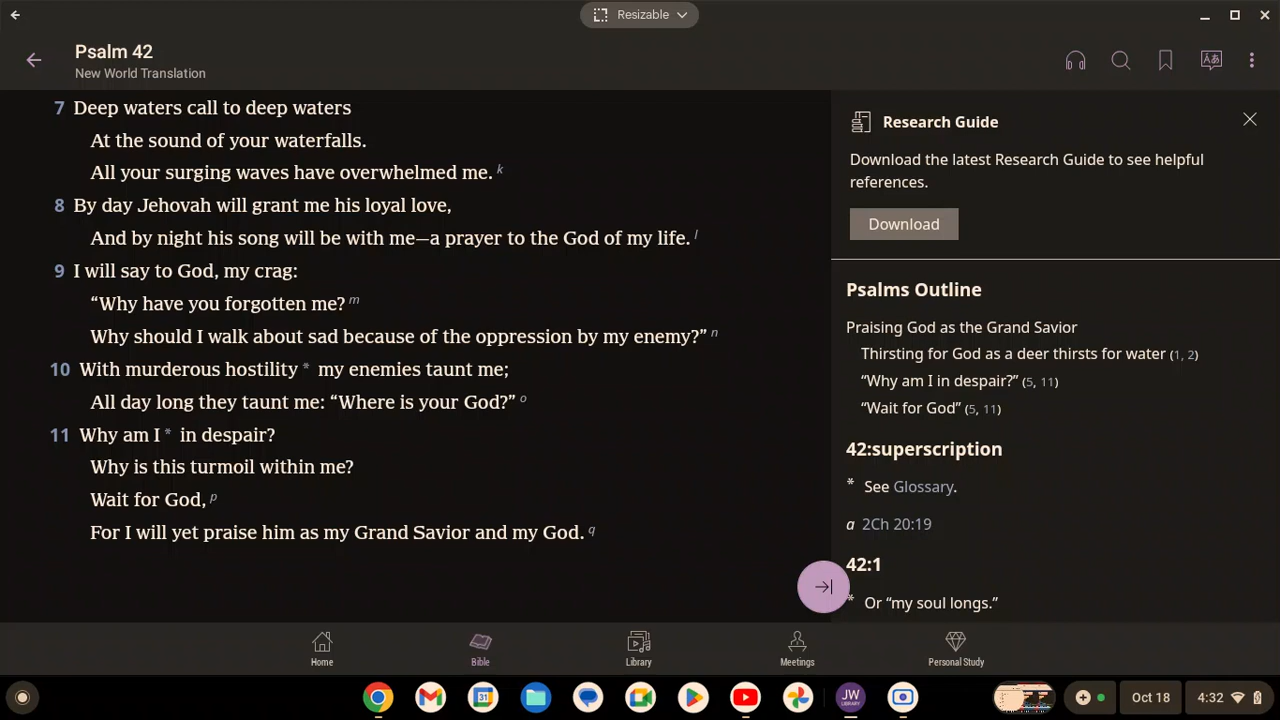 Resizable
Psalm 42
New World Translation
7 Deep waters call to deep waters
At the sound of your waterfalls.
All your surging waves have overwhelmed me. k
8 By day Jehovah will grant me his loyal love,
And by night his song will be with me—a prayer to the God of my life. l
9 I will say to God, my crag:
“Why have you forgotten me? m
Why should I walk about sad because of the oppression by my enemy?” n
10 With murderous hostility * my enemies taunt me;
All day long they taunt me: “Where is your God?” o
11 Why am I * in despair?
Why is this turmoil within me?
Wait for God, p
For I will yet praise him as my Grand Savior and my God. q
Research Guide
Download the latest Research Guide to see helpful
references.
Download
Psalms Outline
Praising God as the Grand Savior
Thirsting for God as a deer thirsts for water (1, 2)
“Why am I in despair?” (5, 11)
“Wait for God” (5, 11)
42:superscription
* See Glossary.
a 2Ch 20:19
42:1
* Or “my soul longs.”
Home
Bible
Library
Meetings
Personal Study
31
JW
LIBRARY
Oct 18
4:32